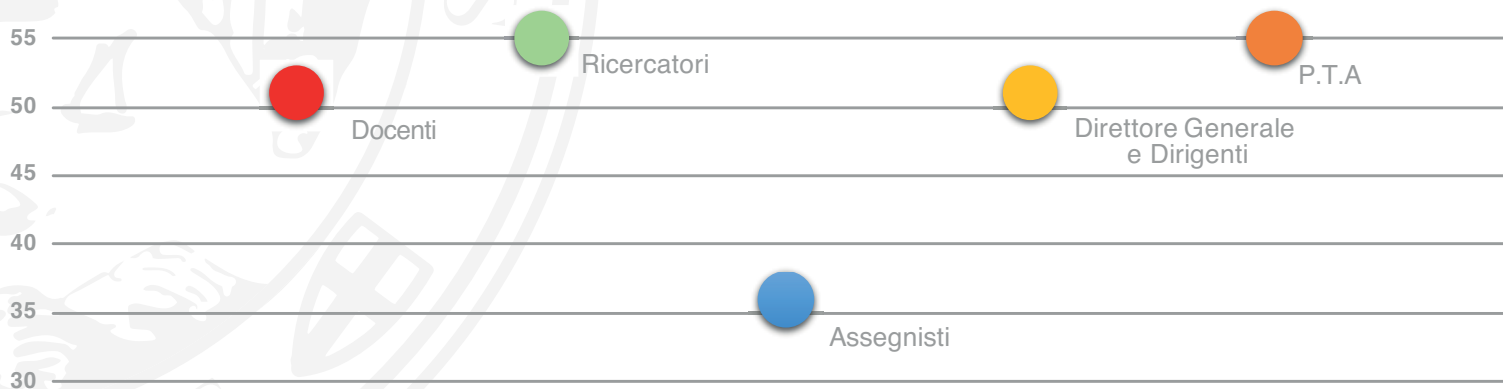 55
Ricercatori
P.T.A
50
Docenti
Direttore Generale
e Dirigenti
45
40
35
Assegnisti
30